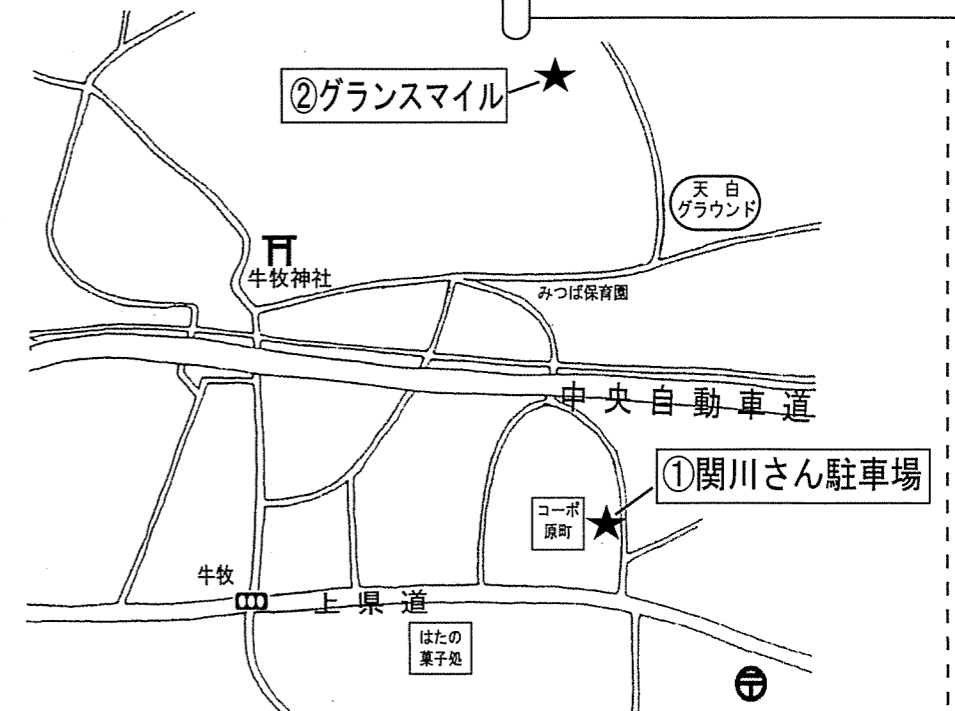 ②グランスマイル
天 白
グラウンド
牛牧神社
みつば保育園
中央自動車道
①関川さん駐車場
コーポ
原町
牛牧
上県道
はたの
菓子処